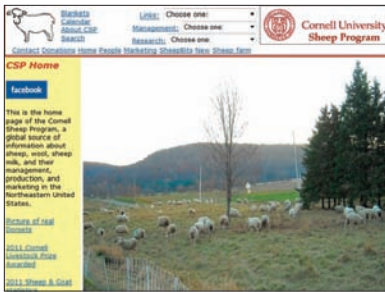 Blankets
Calendar
About CSP
Search
Links: Choose one:
Management: Choose one:
Research: Choose one:
Cornell University
Sheep Program
Contact Donations Home People Marketing SheepBits New Sheep farm
CSP Home
facebook
This is the home
page of the Cornell
Sheep Program, a
global source of
information about
sheep, wool, sheep
milk, and their
management,
production, and
marketing in the
Northeastern United
States.
Picture of real
Dorsets
2011 Cornell
Livestock Prize
Awarded
2011 Sheep & Goat